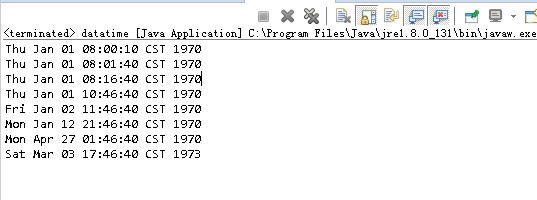 <terminated> datatime [Java Application] C:\Program Files\Java\jre1.8.0_131\bin\javaw.exe
Thu Jan 01 08:00:10 CST 1970
Thu Jan 01 08:01:40 CST 1970
Thu Jan 01 08:16:40 CST 1970
Thu Jan 01 10:46:40 CST 1970
Fri Jan 02 11:46:40 CST 1970
Mon Jan 12 21:46:40 CST 1970
Mon Apr 27 01:46:40 CST 1970
Sat Mar 03 17:46:40 CST 1973